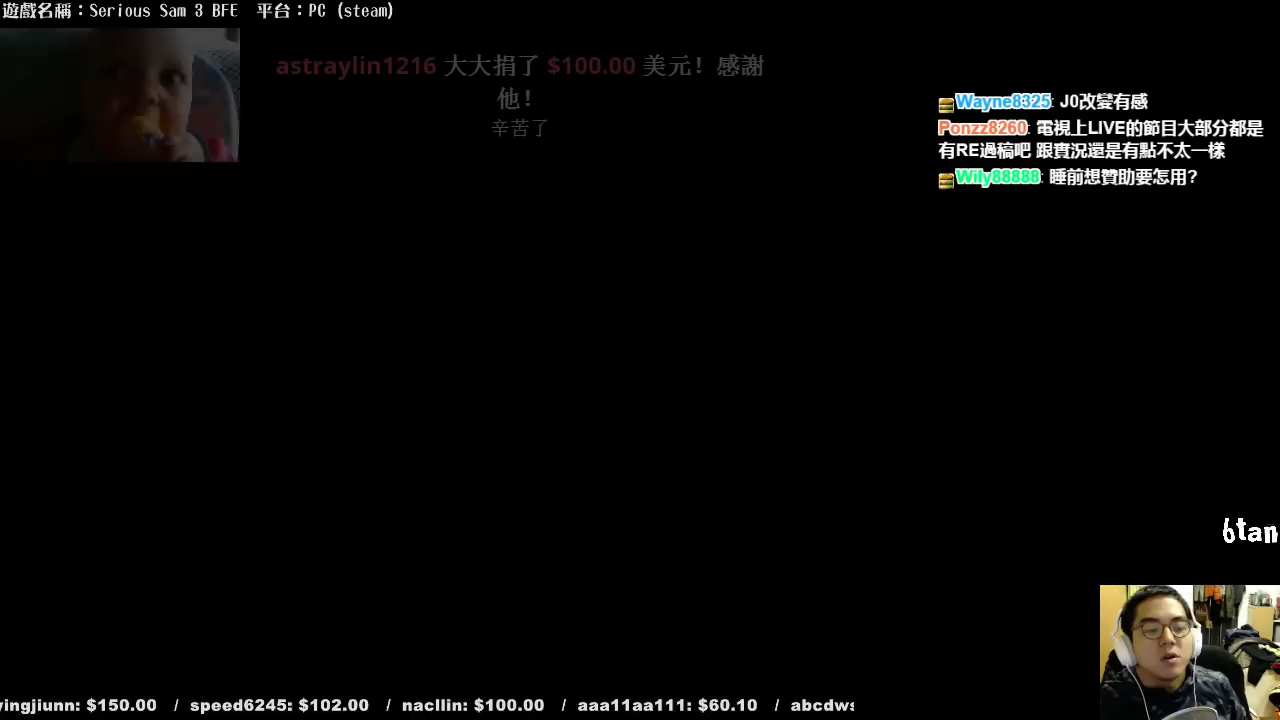 遊戲名稱：Serious Sam 3 BFE 平台：PC (steam)
astraylin1216 大大捐了 $100.00 美元！感謝
他！
辛苦了
Wayne8325: J0改變有感
Ponzz8260: 電視上LIVE的節目大部分都是
有RE過稿吧 跟實況還是有點不太一樣
Wily88888: 睡前想贊助要怎用?
6tan
yingjiunn: $150.00 / speed6245: $102.00 / nacllin: $100.00 / aaa11aa111: $60.10 / abcdws